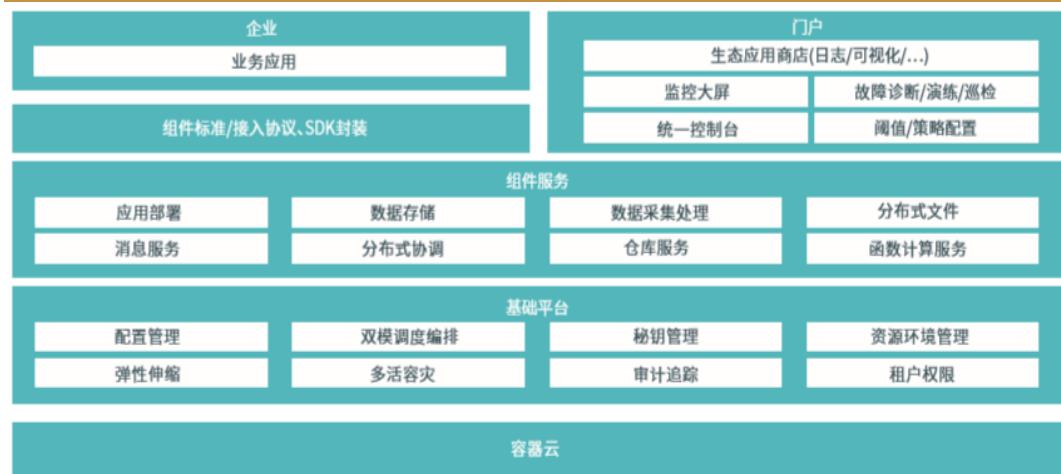 企业
业务应用
组件标准/接入协议、SDK封装
门户
生态应用商店(日志/可视化/...)
监控大屏
故障诊断/演练/巡检
统一控制台
阈值/策略配置
组件服务
应用部署
数据存储
数据采集处理
分布式文件
消息服务
分布式协调
仓库服务
函数计算服务
基础平台
配置管理
双模调度编排
秘钥管理
资源环境管理
弹性伸缩
多活容灾
审计追踪
租户权限
容器云